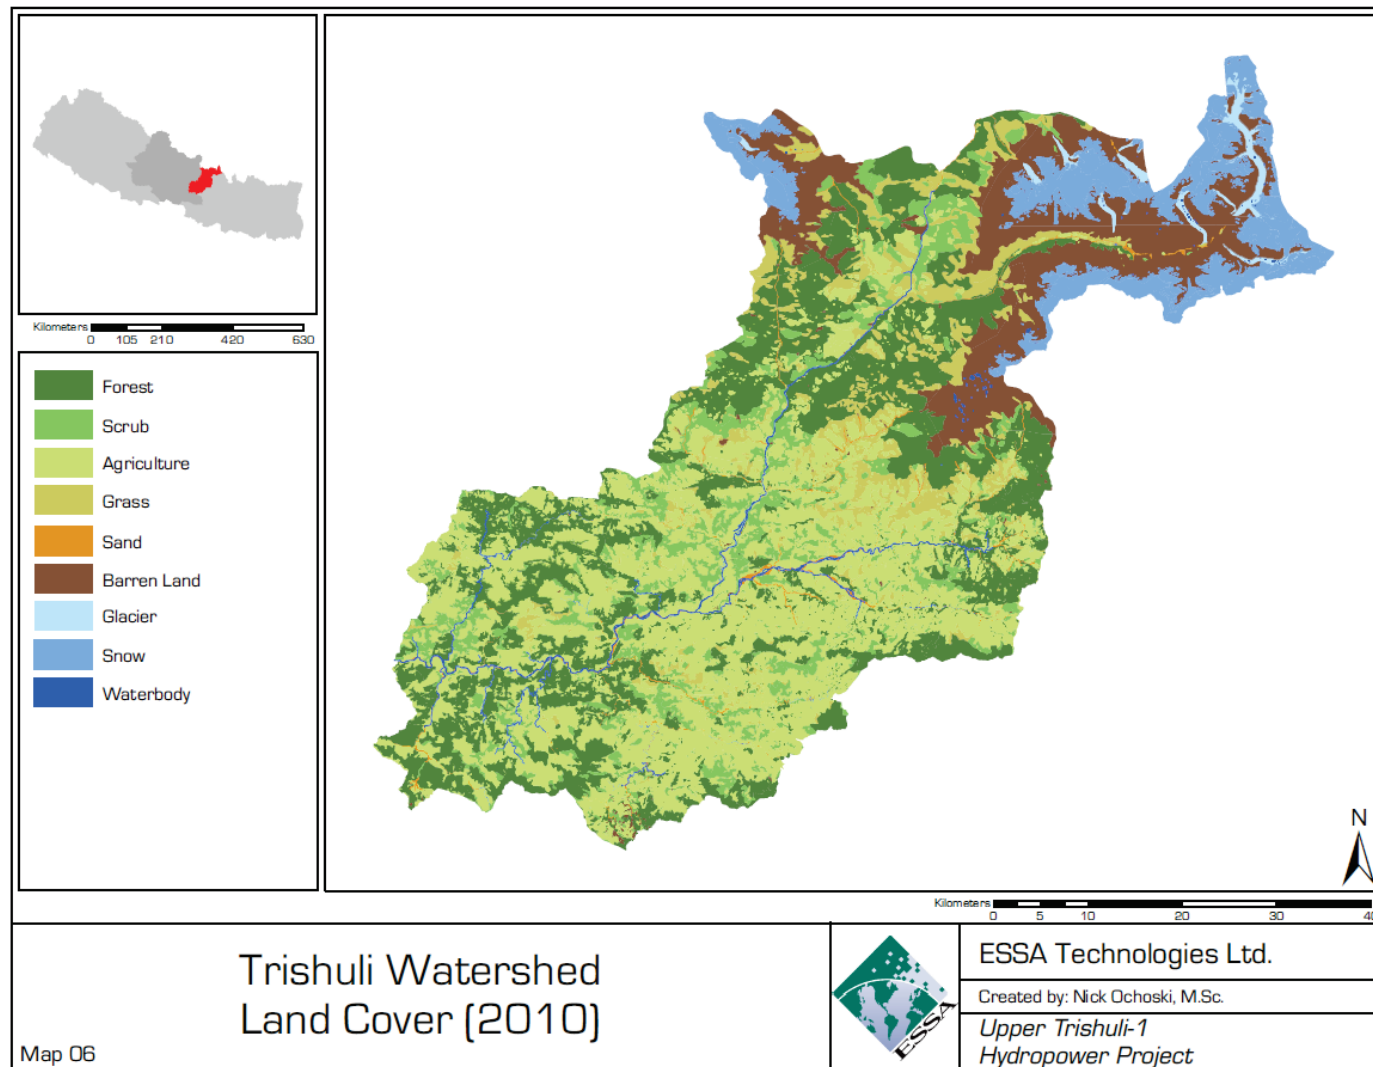 Kilometers
0 105 210 420 630
Forest
Scrub
Agriculture
Grass
Sand
Barren Land
Glacier
Snow
Waterbody
N
Kilometers
0 5 10 20 30 40
Trishuli Watershed
Land Cover (2010)
Map 06
ESSA
ESSA Technologies Ltd.
Created by: Nick Ochoski, M.Sc.
Upper Trishuli-1
Hydropower Project